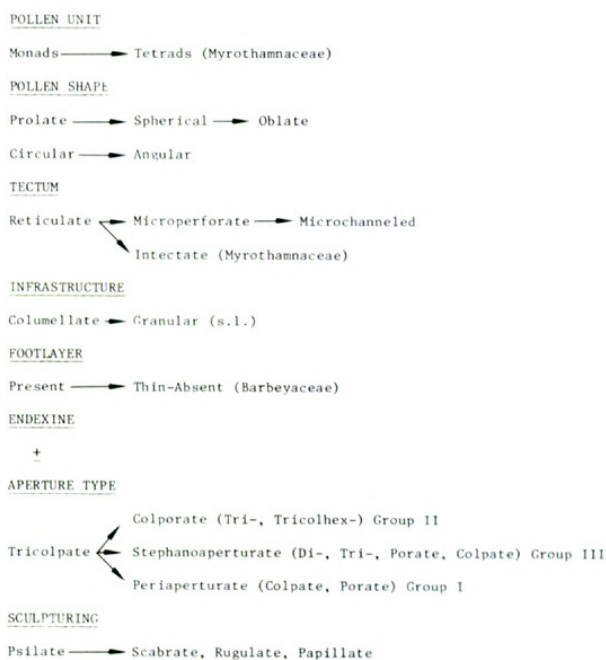 POLLEN UNIT
Monads → Tetrads (Myrothamnaceae)
POLLEN SHAPE
Prolate → Spherical → Oblate
Circular → Angular
TECTUM
Reticulate → Microperforate → Microchanneled
Intectate (Myrothamnaceae)
INFRASTRUCTURE
Columellate → Granular (s.l.)
FOOTLAYER
Present → Thin-Absent (Barbeyaceae)
ENDEXINE
±
APERTURE TYPE
Colporate (Tri-, Tricolhex-) Group II
Tricolpate → Stephanoaperturate (Di-, Tri-, Porate, Colpate) Group III
Periaperturate (Colpate, Porate) Group I
SCULPTURING
Psilate → Scabrate, Rugulate, Papillate